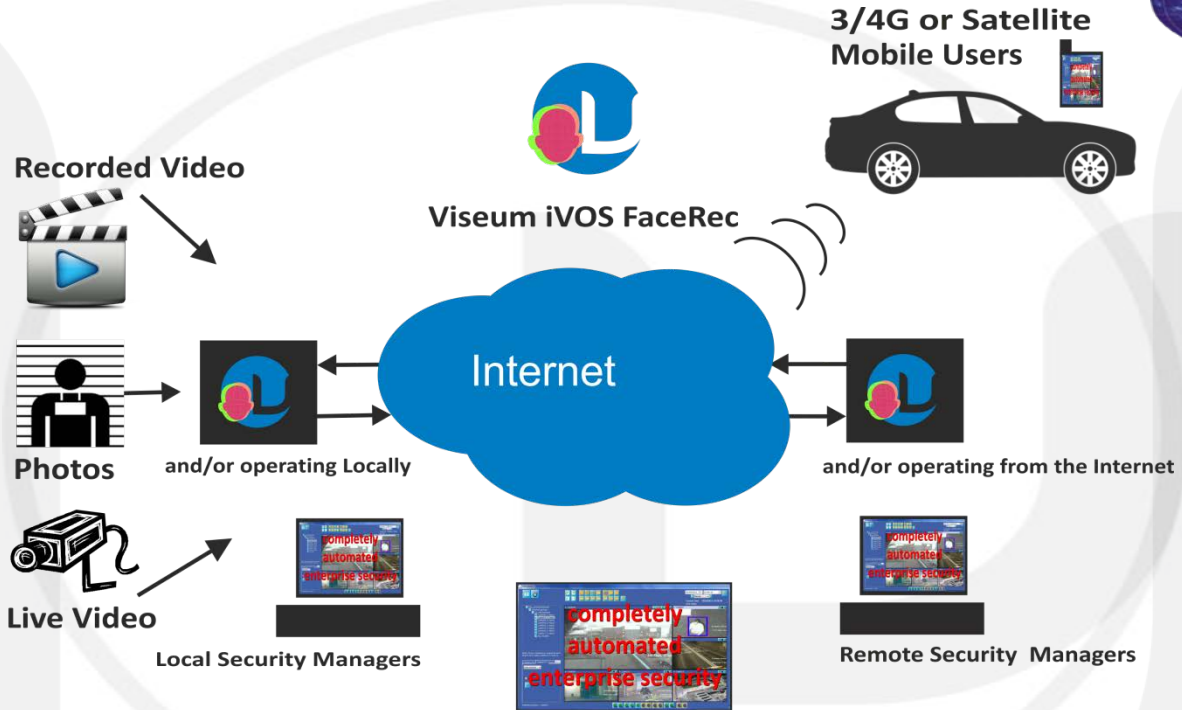 3/4G or Satellite
Mobile Users
Recorded Video
Viseum iVOS FaceRec
Internet
Photos
and/or operating Locally
and/or operating from the Internet
Live Video
completely
automated
enterprise security
Local Security Managers
completely
automated
enterprise security
completely
automated
enterprise security
Remote Security Managers